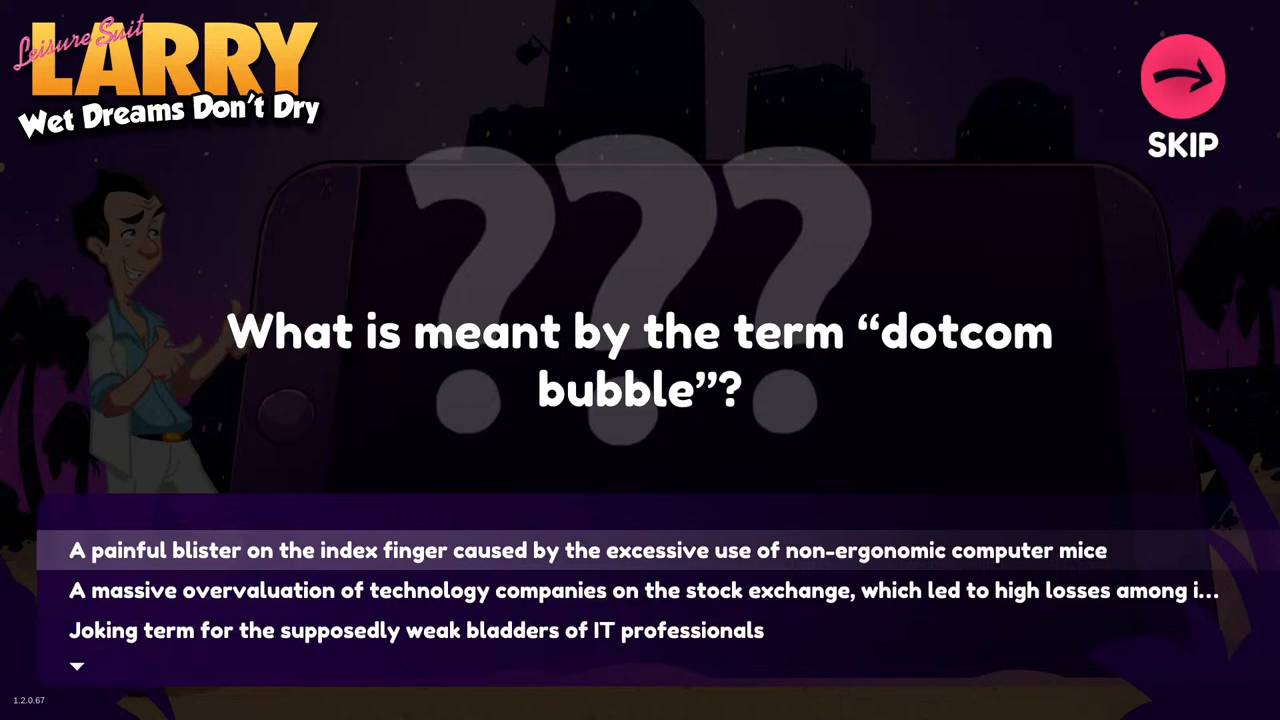 Leisure Suit
LARRY
Wet Dreams Don't Dry
SKIP
???
What is meant by the term “dotcom
bubble”?
A painful blister on the index finger caused by the excessive use of non-ergonomic computer mice
A massive overvaluation of technology companies on the stock exchange, which led to high losses among i...
Joking term for the supposedly weak bladders of IT professionals
1.2.0.67